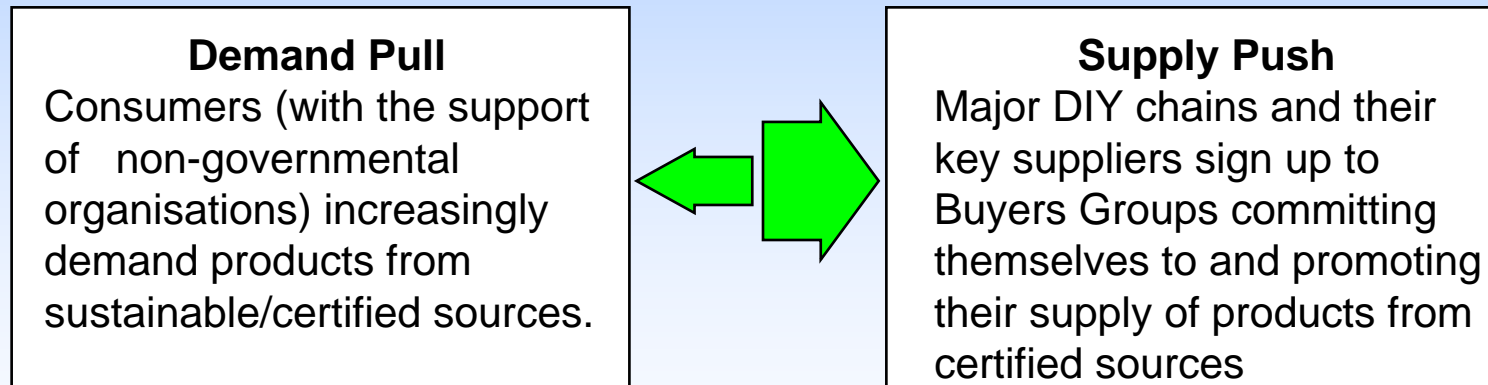 Demand Pull
Consumers (with the support
of non-governmental
organisations) increasingly
demand products from
sustainable/certified sources.
Supply Push
Major DIY chains and their
key suppliers sign up to
Buyers Groups committing
themselves to and promoting
their supply of products from
certified sources